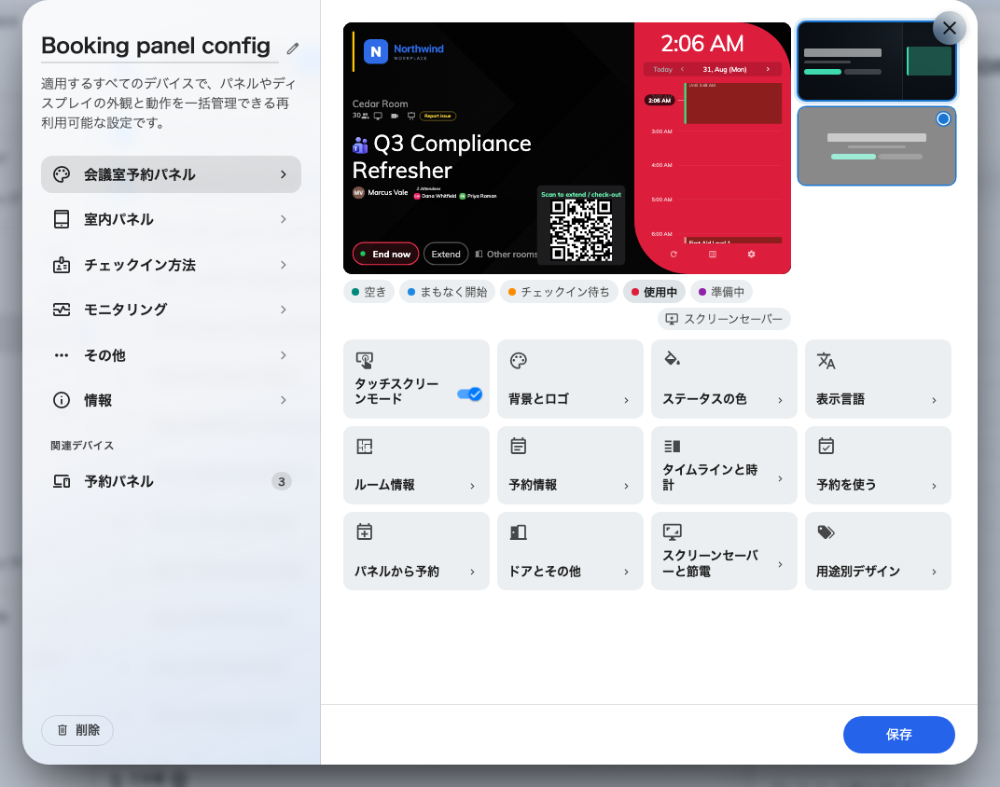 Booking panel config
適用するすべてのデバイスで、パネルやディ
スプレイの外観と動作を一括管理できる再
利用可能な設定です。
会議室予約パネル
室内パネル
チェックイン方法
モニタリング
その他
情報
関連デバイス
予約パネル
3
削除
N
Northwind
WORKPLACE
Cedar Room
30
Report issue
Q3 Compliance
Refresher
MV
Marcus Vale
2 Attendees
Dana Whitfield
Priya Raman
Scan to extend / check-out
End now
Extend
Other rooms
2:06 AM
Today
31, Aug (Mon)
2:06 AM
3:00 AM
4:00 AM
5:00 AM
6:00 AM
First Aid Level 1
空き
まもなく開始
チェックイン待ち
使用中
準備中
スクリーンセーバー
タッチスクリー
ンモード
背景とロゴ
ステータスの色
表示言語
ルーム情報
予約情報
タイムラインと時
計
予約を使う
パネルから予約
ドアとその他
スクリーンセーバ
ーと節電
用途別デザイン
保存